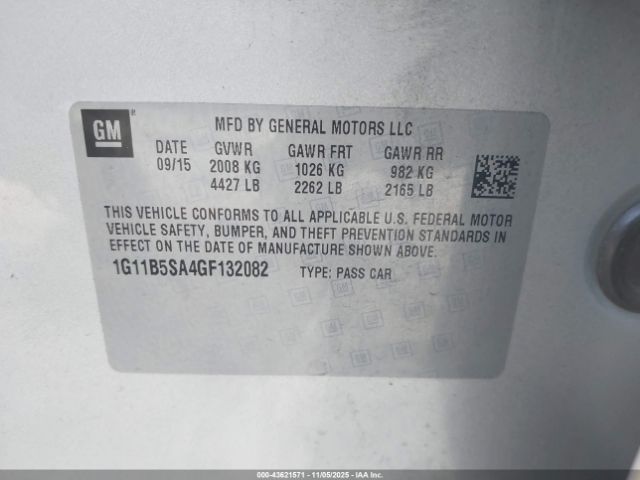 GM
MFD BY GENERAL MOTORS LLC
DATE GVWR GAWR FRT GAWR RR
09/15 2008 KG 1026 KG 982 KG
4427 LB 2262 LB 2165 LB
THIS VEHICLE CONFORMS TO ALL APPLICABLE U.S. FEDERAL MOTOR
VEHICLE SAFETY, BUMPER, AND THEFT PREVENTION STANDARDS IN
EFFECT ON THE DATE OF MANUFACTURE SHOWN ABOVE.
1G11B5SA4GF132082 TYPE: PASS CAR
000-43621571 - 11/05/2025 - IAA, Inc.